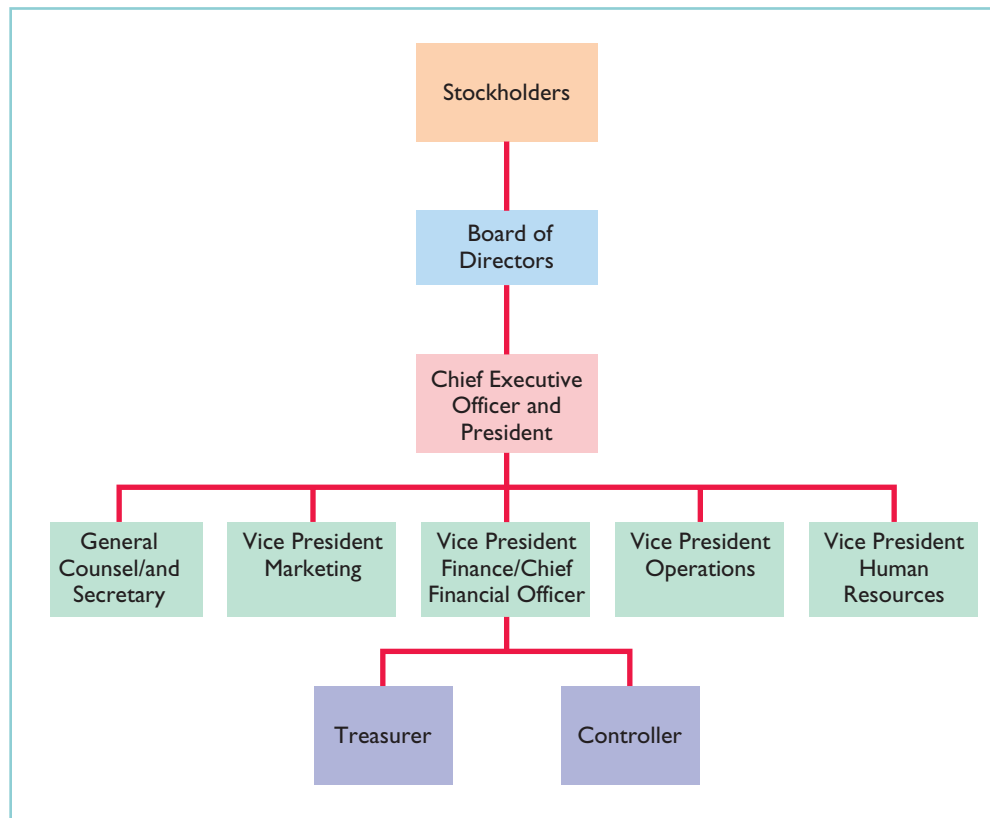 Stockholders
Board of
Directors
Chief Executive
Officer and
President
General
Counsel/and
Secretary
Vice President
Marketing
Vice President
Finance/Chief
Financial Officer
Vice President
Operations
Vice President
Human
Resources
Treasurer
Controller